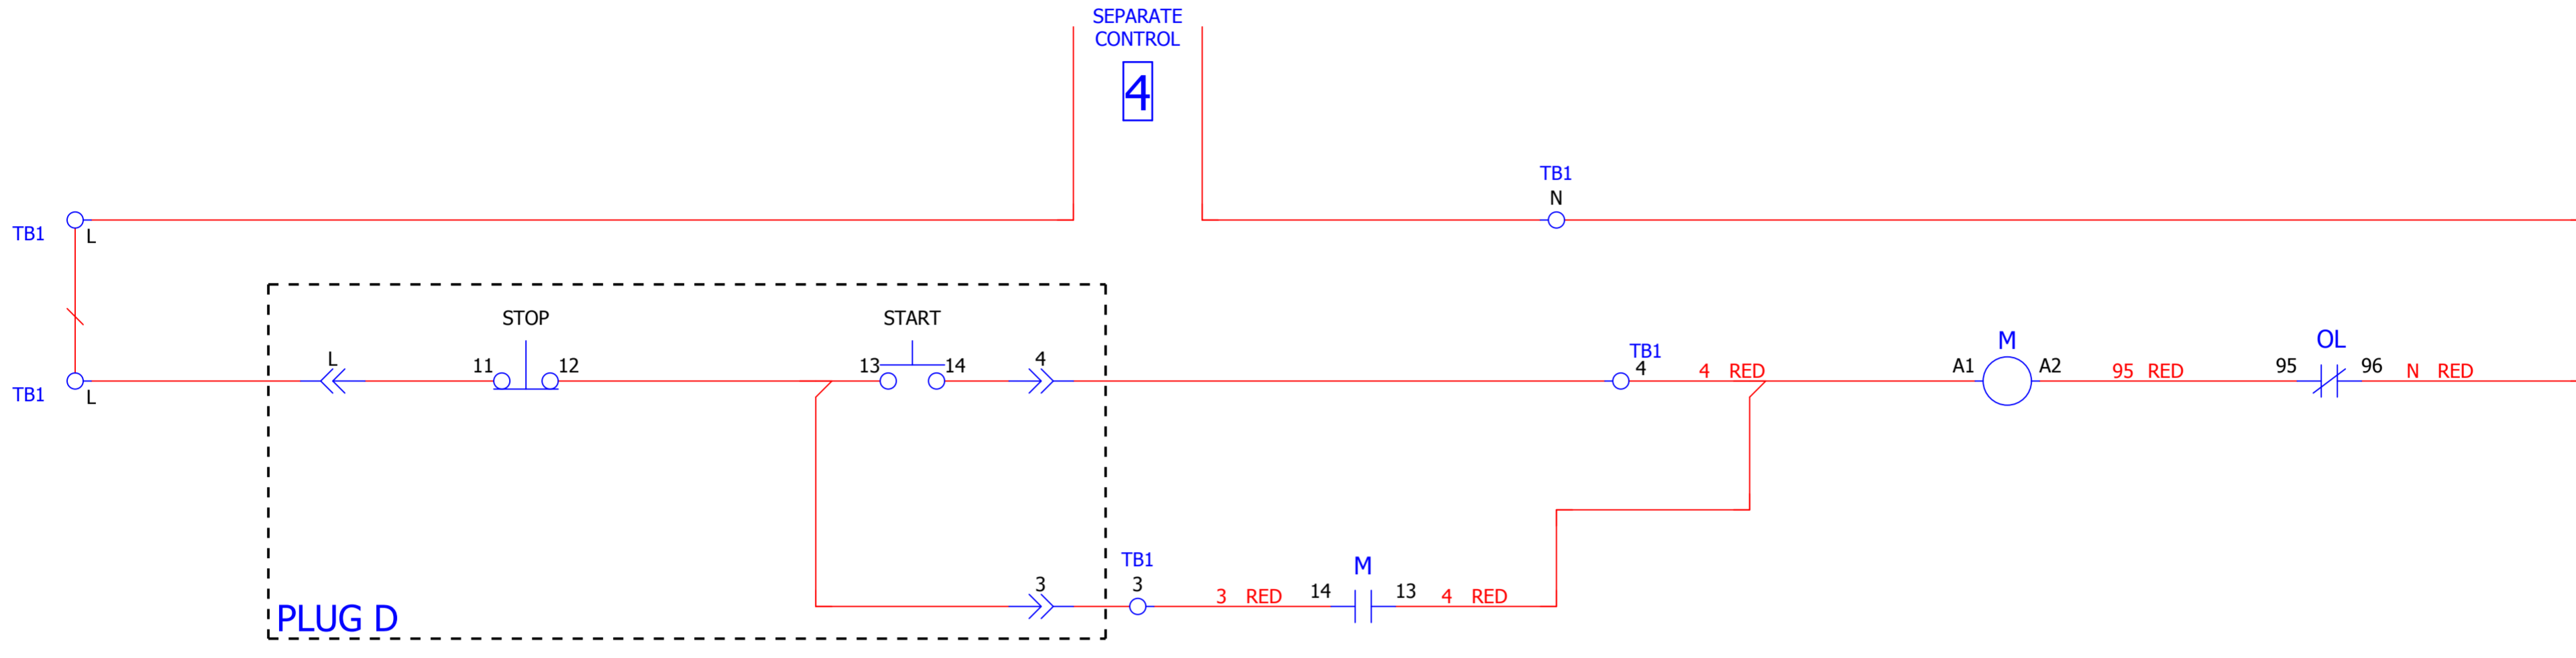 SEPARATE
CONTROL
4
TB1
N
TB1
L
STOP
START
TB1
M
OL
L
11
12
13
14
4
4
4 RED
A1
A2
95 RED
95
96
N RED
TB1
L
TB1
M
3
3
3 RED
14
13
4 RED
PLUG D